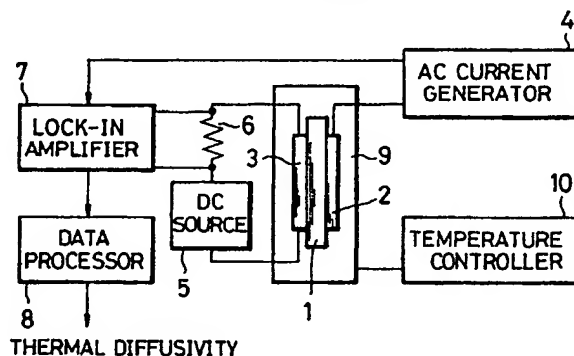 4
AC CURRENT
GENERATOR
7
LOCK-IN
AMPLIFIER
6
3
9
2
DC
SOURCE
5
1
10
TEMPERATURE
CONTROLLER
DATA
PROCESSOR
8
THERMAL DIFFUSIVITY